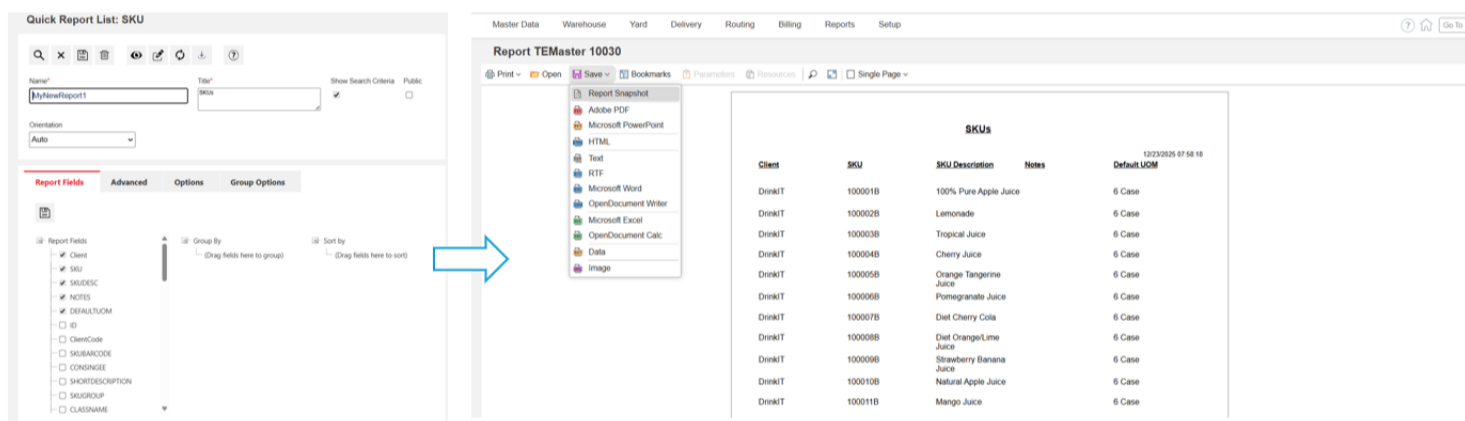 Quick Report List: SKU
Name* Title* Show Search Criteria Public
MyNewReport1 SKUs
Orientation
Auto
Report Fields Advanced Options Group Options
Report Fields Group By Sort by
Client (Drag fields here to group) (Drag fields here to sort)
SKU
SKUDESC
NOTES
DEFAULTUOM
ID
ClientCode
SKUBARCODE
CONSINGEE
SHORTDESCRIPTION
SKUGROUP
CLASSNAME
Master Data Warehouse Yard Delivery Routing Billing Reports Setup ? Go To
Report TEMaster 10030
Print Open Save Bookmarks Parameters Resources Single Page
Report Snapshot
Adobe PDF
Microsoft PowerPoint
HTML
Text
RTF
Microsoft Word
OpenDocument Writer
Microsoft Excel
OpenDocument Calc
Data
Image
SKUs
12/23/2025 07:58:18
Client SKU SKU Description Notes Default UOM
DrinkIT 100001B 100% Pure Apple Juice 6 Case
DrinkIT 100002B Lemonade 6 Case
DrinkIT 100003B Tropical Juice 6 Case
DrinkIT 100004B Cherry Juice 6 Case
DrinkIT 100005B Orange Tangerine 6 Case
Juice
DrinkIT 100006B Pomegranate Juice 6 Case
DrinkIT 100007B Diet Cherry Cola 6 Case
DrinkIT 100008B Diet Orange/Lime 6 Case
Juice
DrinkIT 100009B Strawberry Banana 6 Case
Juice
DrinkIT 100010B Natural Apple Juice 6 Case
DrinkIT 100011B Mango Juice 6 Case